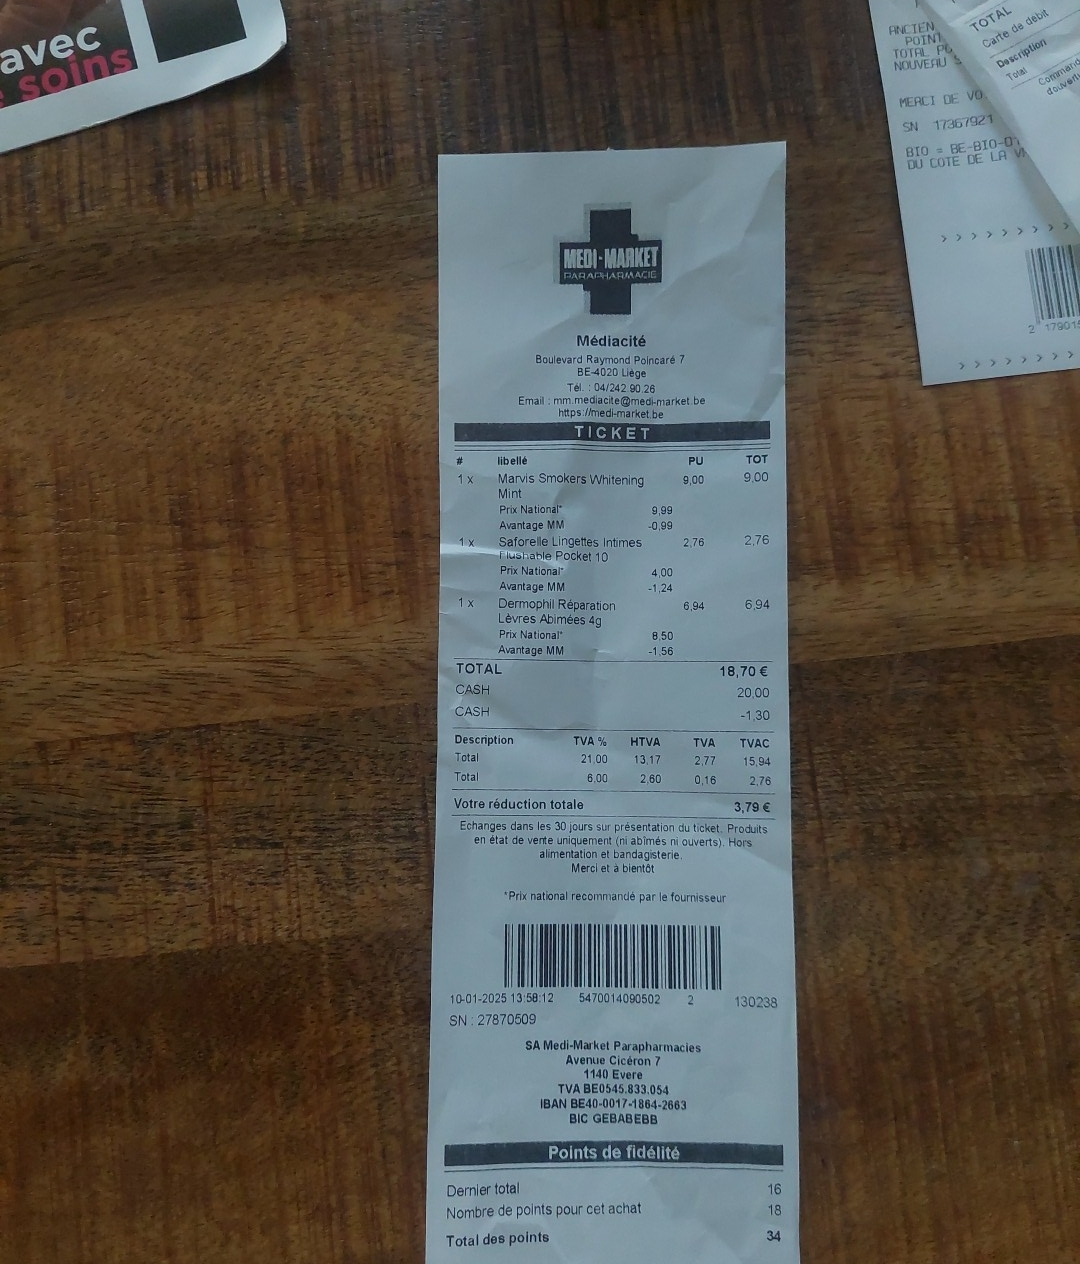 avec
soins
ANCIEN
POINT
TOTAL
NOUVEAU
MERCI DE VO
SN 17367921
BIO = BE-BIO-0
DU COTE DE LA
2 17901
TOTAL
Carte de debit
Description
Total
MEDI-MARKET
PARAPHARMACIE
Médiacité
Boulevard Raymond Poincaré 7
BE-4020 Liège
Tél. : 04/242.90.26
Email : mm.mediacite@medi-market.be
https://medi-market.be
TICKET
# libellé PU TOT
1 x Marvis Smokers Whitening 9,00 9,00
Mint
Prix National* 9,99
Avantage MM -0,99
1 x Saforelle Lingettes Intimes 2,76 2,76
Flushable Pocket 10
Prix National* 4,00
Avantage MM -1,24
1 x Dermophil Réparation 6,94 6,94
Lèvres Abimées 4g
Prix National* 8,50
Avantage MM -1,56
TOTAL 18,70 €
CASH 20,00
CASH -1,30
Description TVA % HTVA TVA TVAC
Total 21,00 13,17 2,77 15,94
Total 6,00 2,60 0,16 2,76
Votre réduction totale 3,79 €
Echanges dans les 30 jours sur présentation du ticket. Produits
en état de vente uniquement (ni abîmés ni ouverts). Hors
alimentation et bandagisterie.
Merci et à bientôt
*Prix national recommandé par le fournisseur
10-01-2025 13:58:12 5470014090502 2 130238
SN : 27870509
SA Medi-Market Parapharmacies
Avenue Cicéron 7
1140 Evere
TVA BE0545.833.054
IBAN BE40-0017-1864-2663
BIC GEBABEBB
Points de fidélité
Dernier total 16
Nombre de points pour cet achat 18
Total des points 34